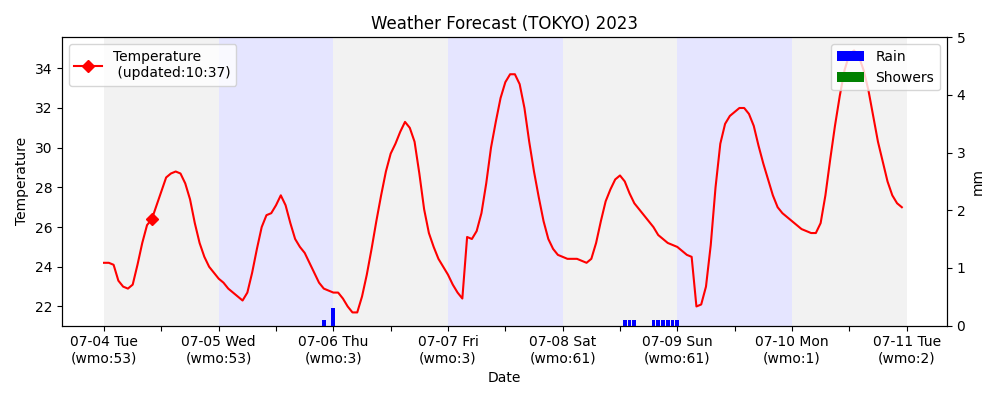 Weather Forecast (TOKYO) 2023
Temperature
(updated:10:37)
Rain
Showers
Temperature
34
32
30
28
26
24
22
5
4
3
2
1
0
mm
07-04 Tue
(wmo:53)
07-05 Wed
(wmo:53)
07-06 Thu
(wmo:3)
07-07 Fri
(wmo:3)
07-08 Sat
(wmo:61)
07-09 Sun
(wmo:61)
07-10 Mon
(wmo:1)
07-11 Tue
(wmo:2)
Date